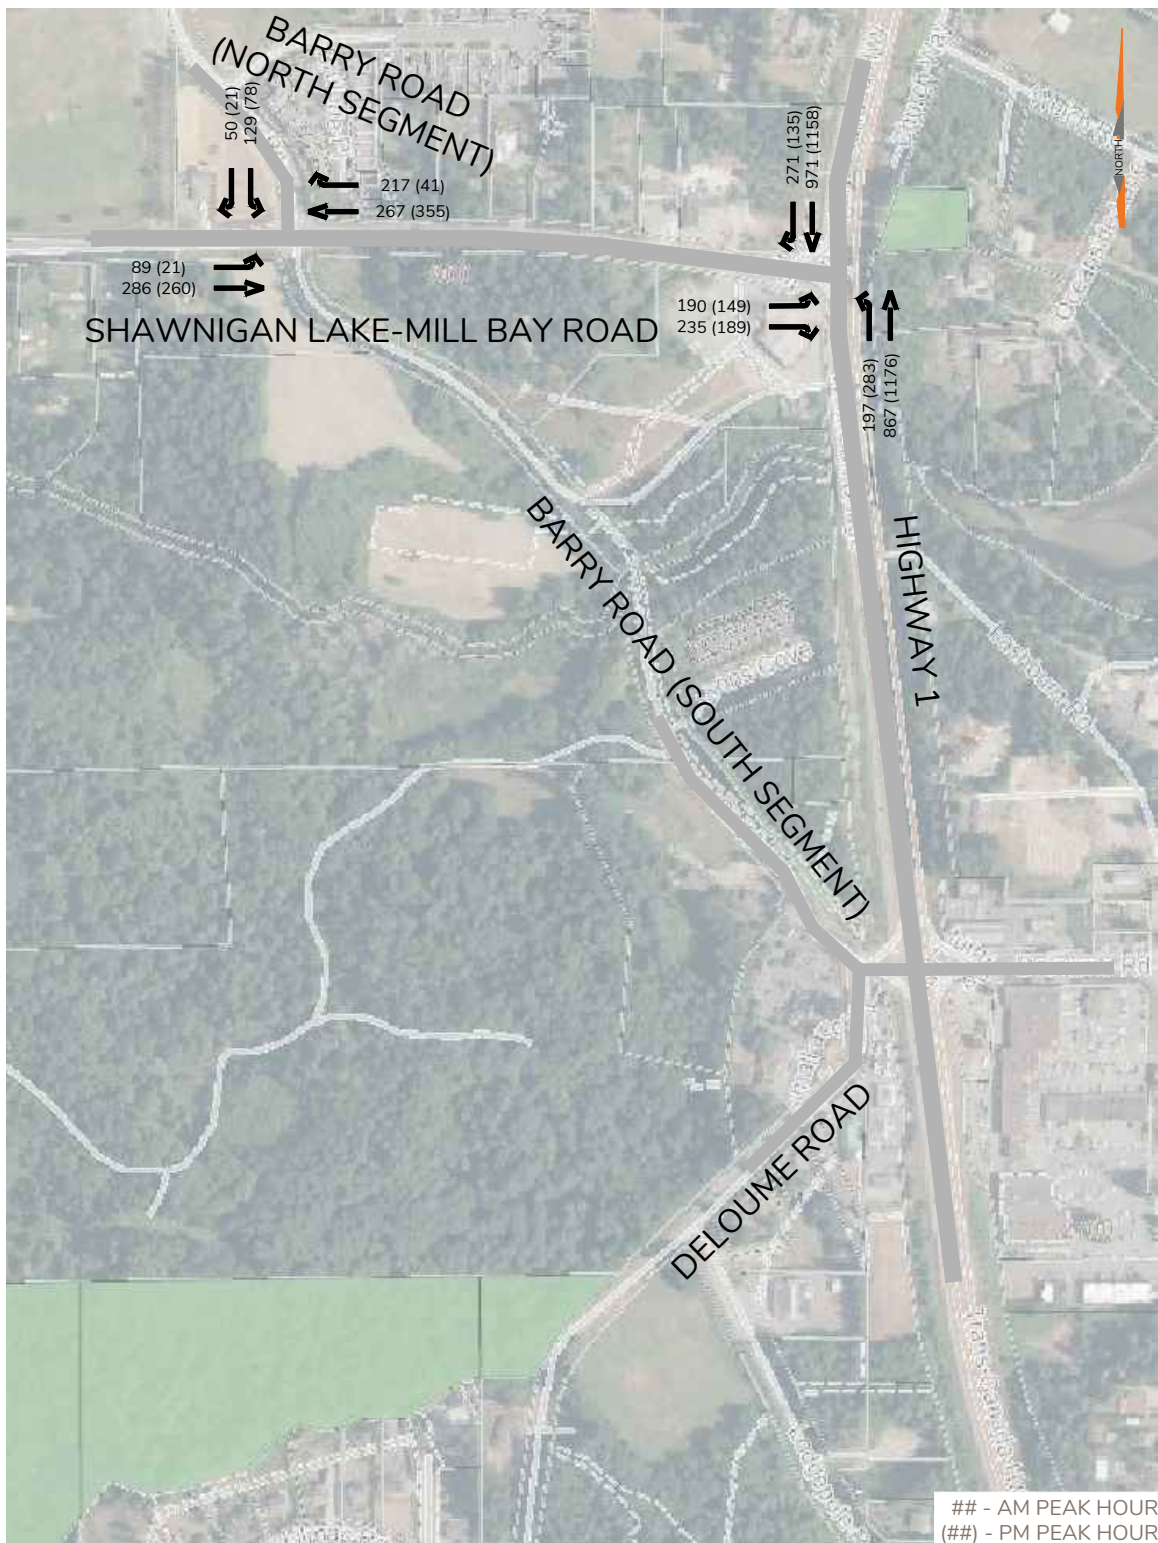 BARRY ROAD
(NORTH SEGMENT)
50 (21)
129 (78)
217 (41)
267 (355)
271 (135)
971 (1158)
NORTH
89 (21)
286 (260)
SHAWNIGAN LAKE-MILL BAY ROAD
190 (149)
235 (189)
197 (283)
867 (1176)
BARRY ROAD (SOUTH SEGMENT)
HIGHWAY 1
DELOUME ROAD
## - AM PEAK HOUR
(##) - PM PEAK HOUR